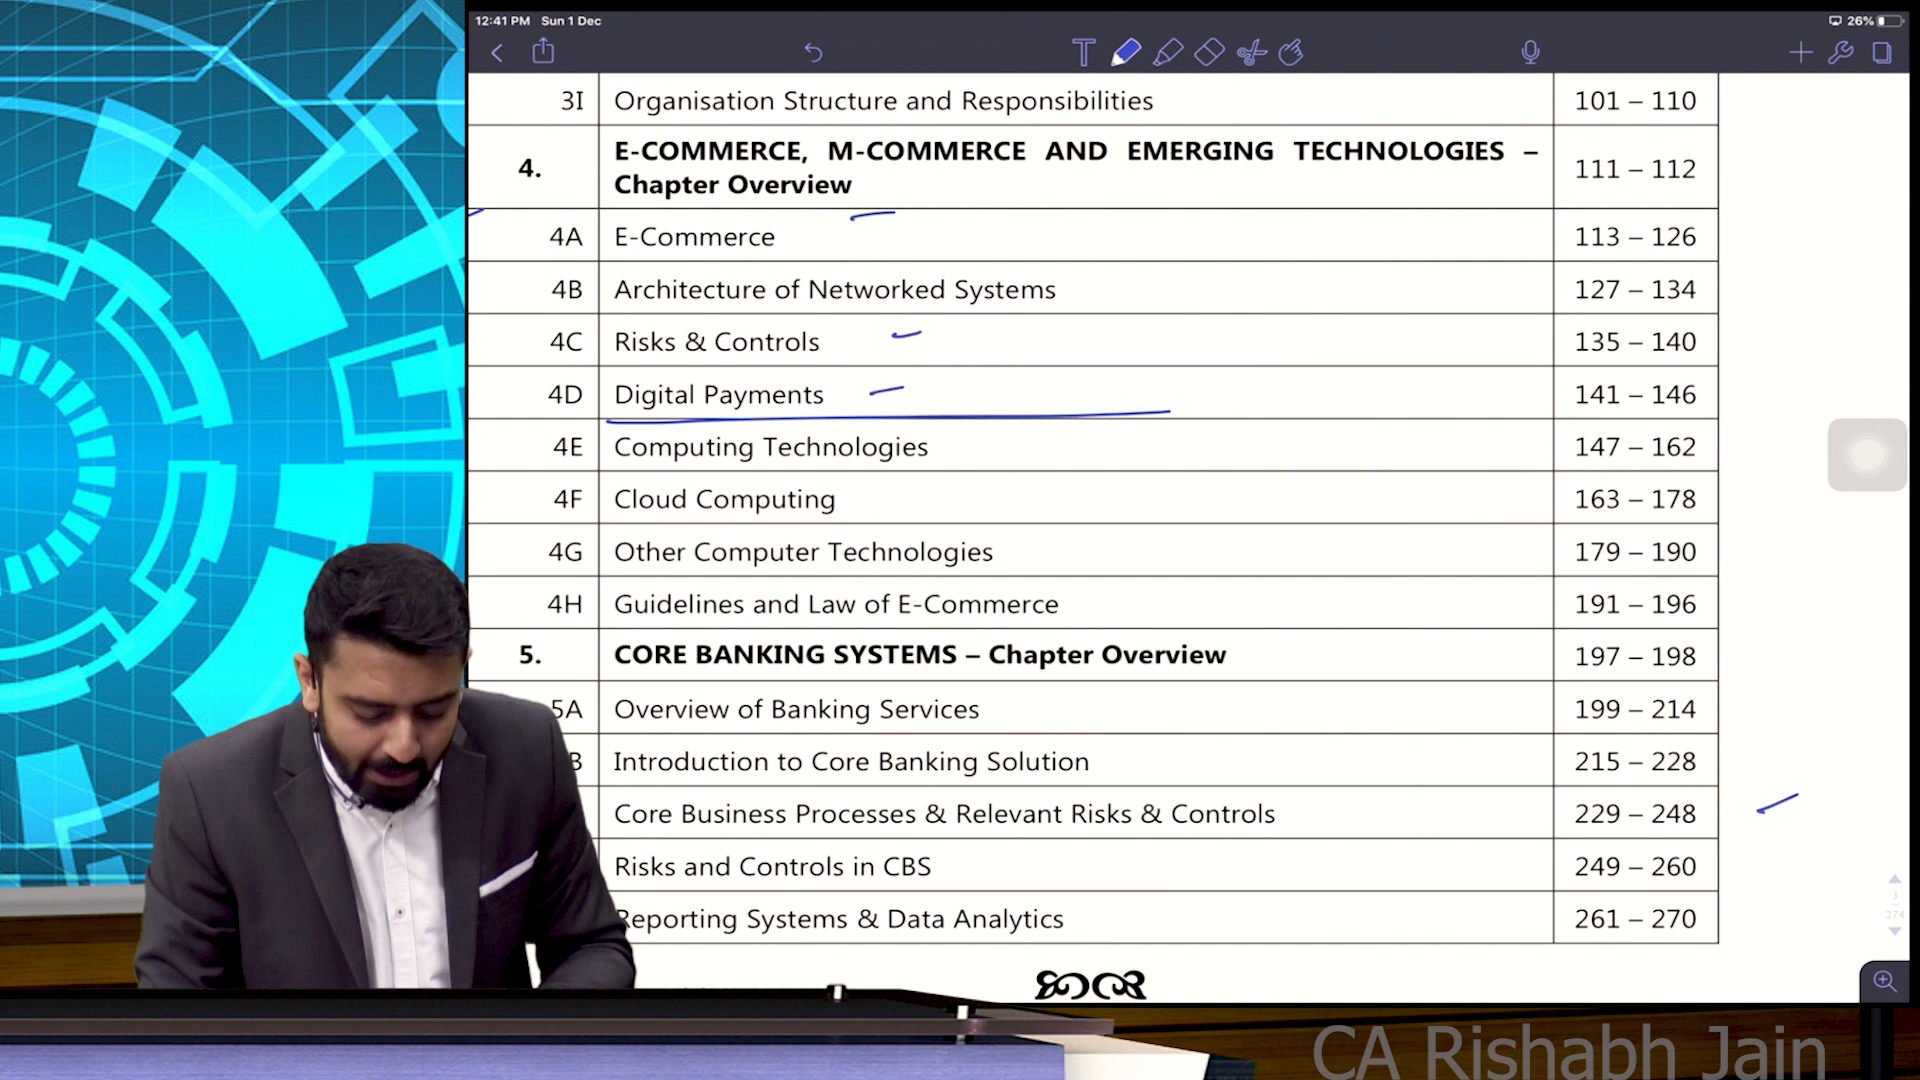 12:41 PM Sun 1 Dec 26%
3I Organisation Structure and Responsibilities 101 – 110
4. E-COMMERCE, M-COMMERCE AND EMERGING TECHNOLOGIES – 111 – 112
Chapter Overview
4A E-Commerce 113 – 126
4B Architecture of Networked Systems 127 – 134
4C Risks & Controls 135 – 140
4D Digital Payments 141 – 146
4E Computing Technologies 147 – 162
4F Cloud Computing 163 – 178
4G Other Computer Technologies 179 – 190
4H Guidelines and Law of E-Commerce 191 – 196
5. CORE BANKING SYSTEMS – Chapter Overview 197 – 198
5A Overview of Banking Services 199 – 214
B Introduction to Core Banking Solution 215 – 228
Core Business Processes & Relevant Risks & Controls 229 – 248
Risks and Controls in CBS 249 – 260
Reporting Systems & Data Analytics 261 – 270
3
274
CA Rishabh Jain